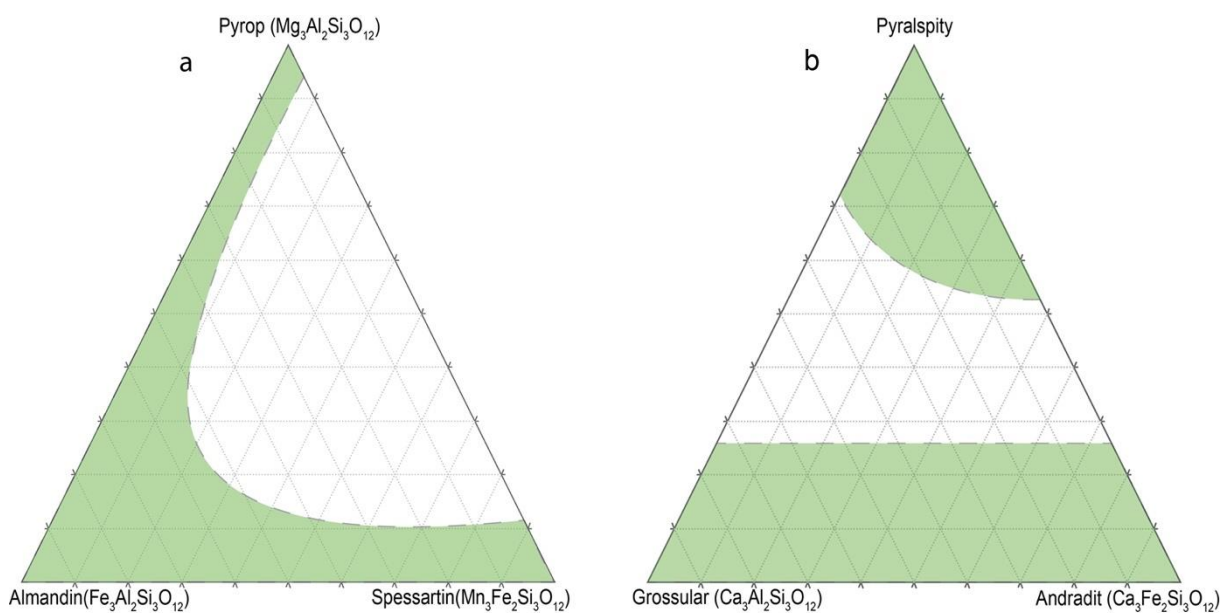 Pyrop (Mg₃Al₂Si₃O₁₂)
a
Almandin(Fe₃Al₂Si₃O₁₂)
Spessartin(Mn₃Fe₂Si₃O₁₂)
Pyralspity
b
Grossular (Ca₃Al₂Si₃O₁₂)
Andradit (Ca₃Fe₂Si₃O₁₂)